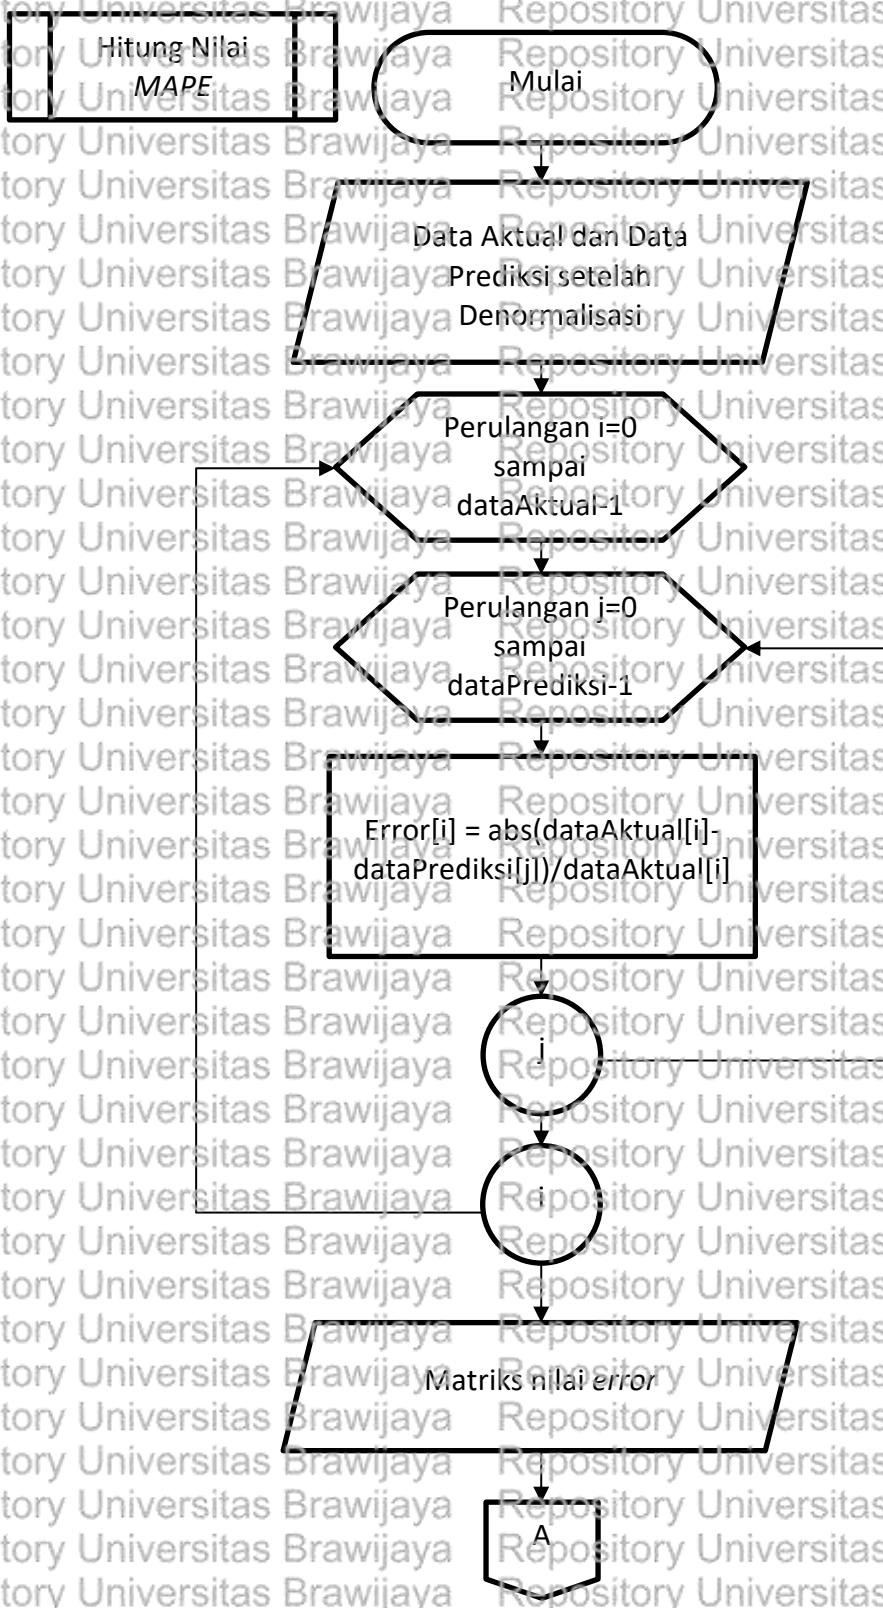 Hitung Nilai
MAPE
Mulai
Data Aktual dan Data
Prediksi setelah
Denormalisasi
Perulangan i=0
sampai
dataAktual-1
Perulangan j=0
sampai
dataPrediksi-1
Error[i] = abs(dataAktual[i]-
dataPrediksi[j])/dataAktual[i]
j
i
Matriks nilai error
A